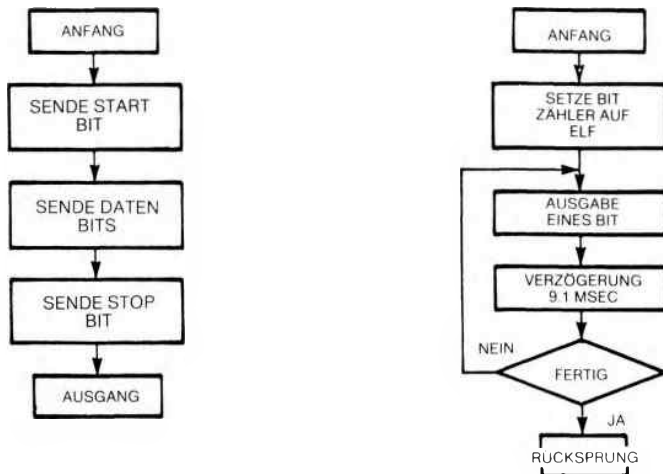 ANFANG
SENDE START
BIT
SENDE DATEN
BITS
SENDE STOP
BIT
AUSGANG
ANFANG
SETZE BIT
ZÄHLER AUF
ELF
AUSGABE
EINES BIT
VERZÖGERUNG
9.1 MSEC
NEIN
FERTIG
JA
RÜCKSPRUNG